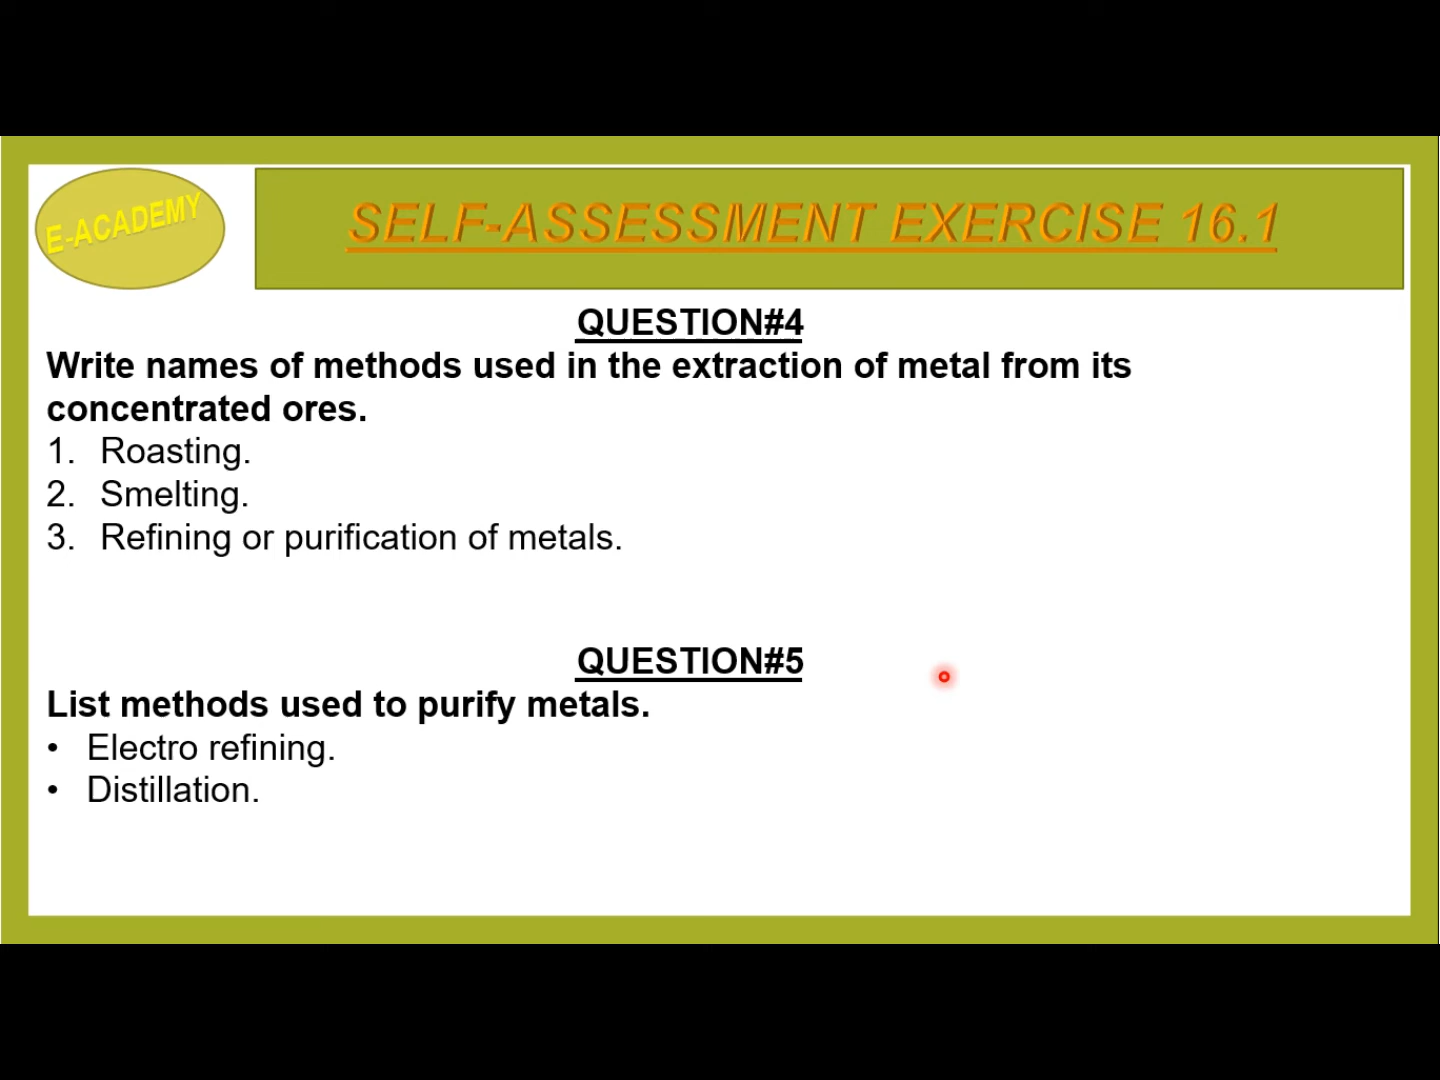 E-ACADEMY
SELF-ASSESSMENT EXERCISE 16.1
QUESTION#4
Write names of methods used in the extraction of metal from its
concentrated ores.
1. Roasting.
2. Smelting.
3. Refining or purification of metals.
QUESTION#5
List methods used to purify metals.
• Electro refining.
• Distillation.